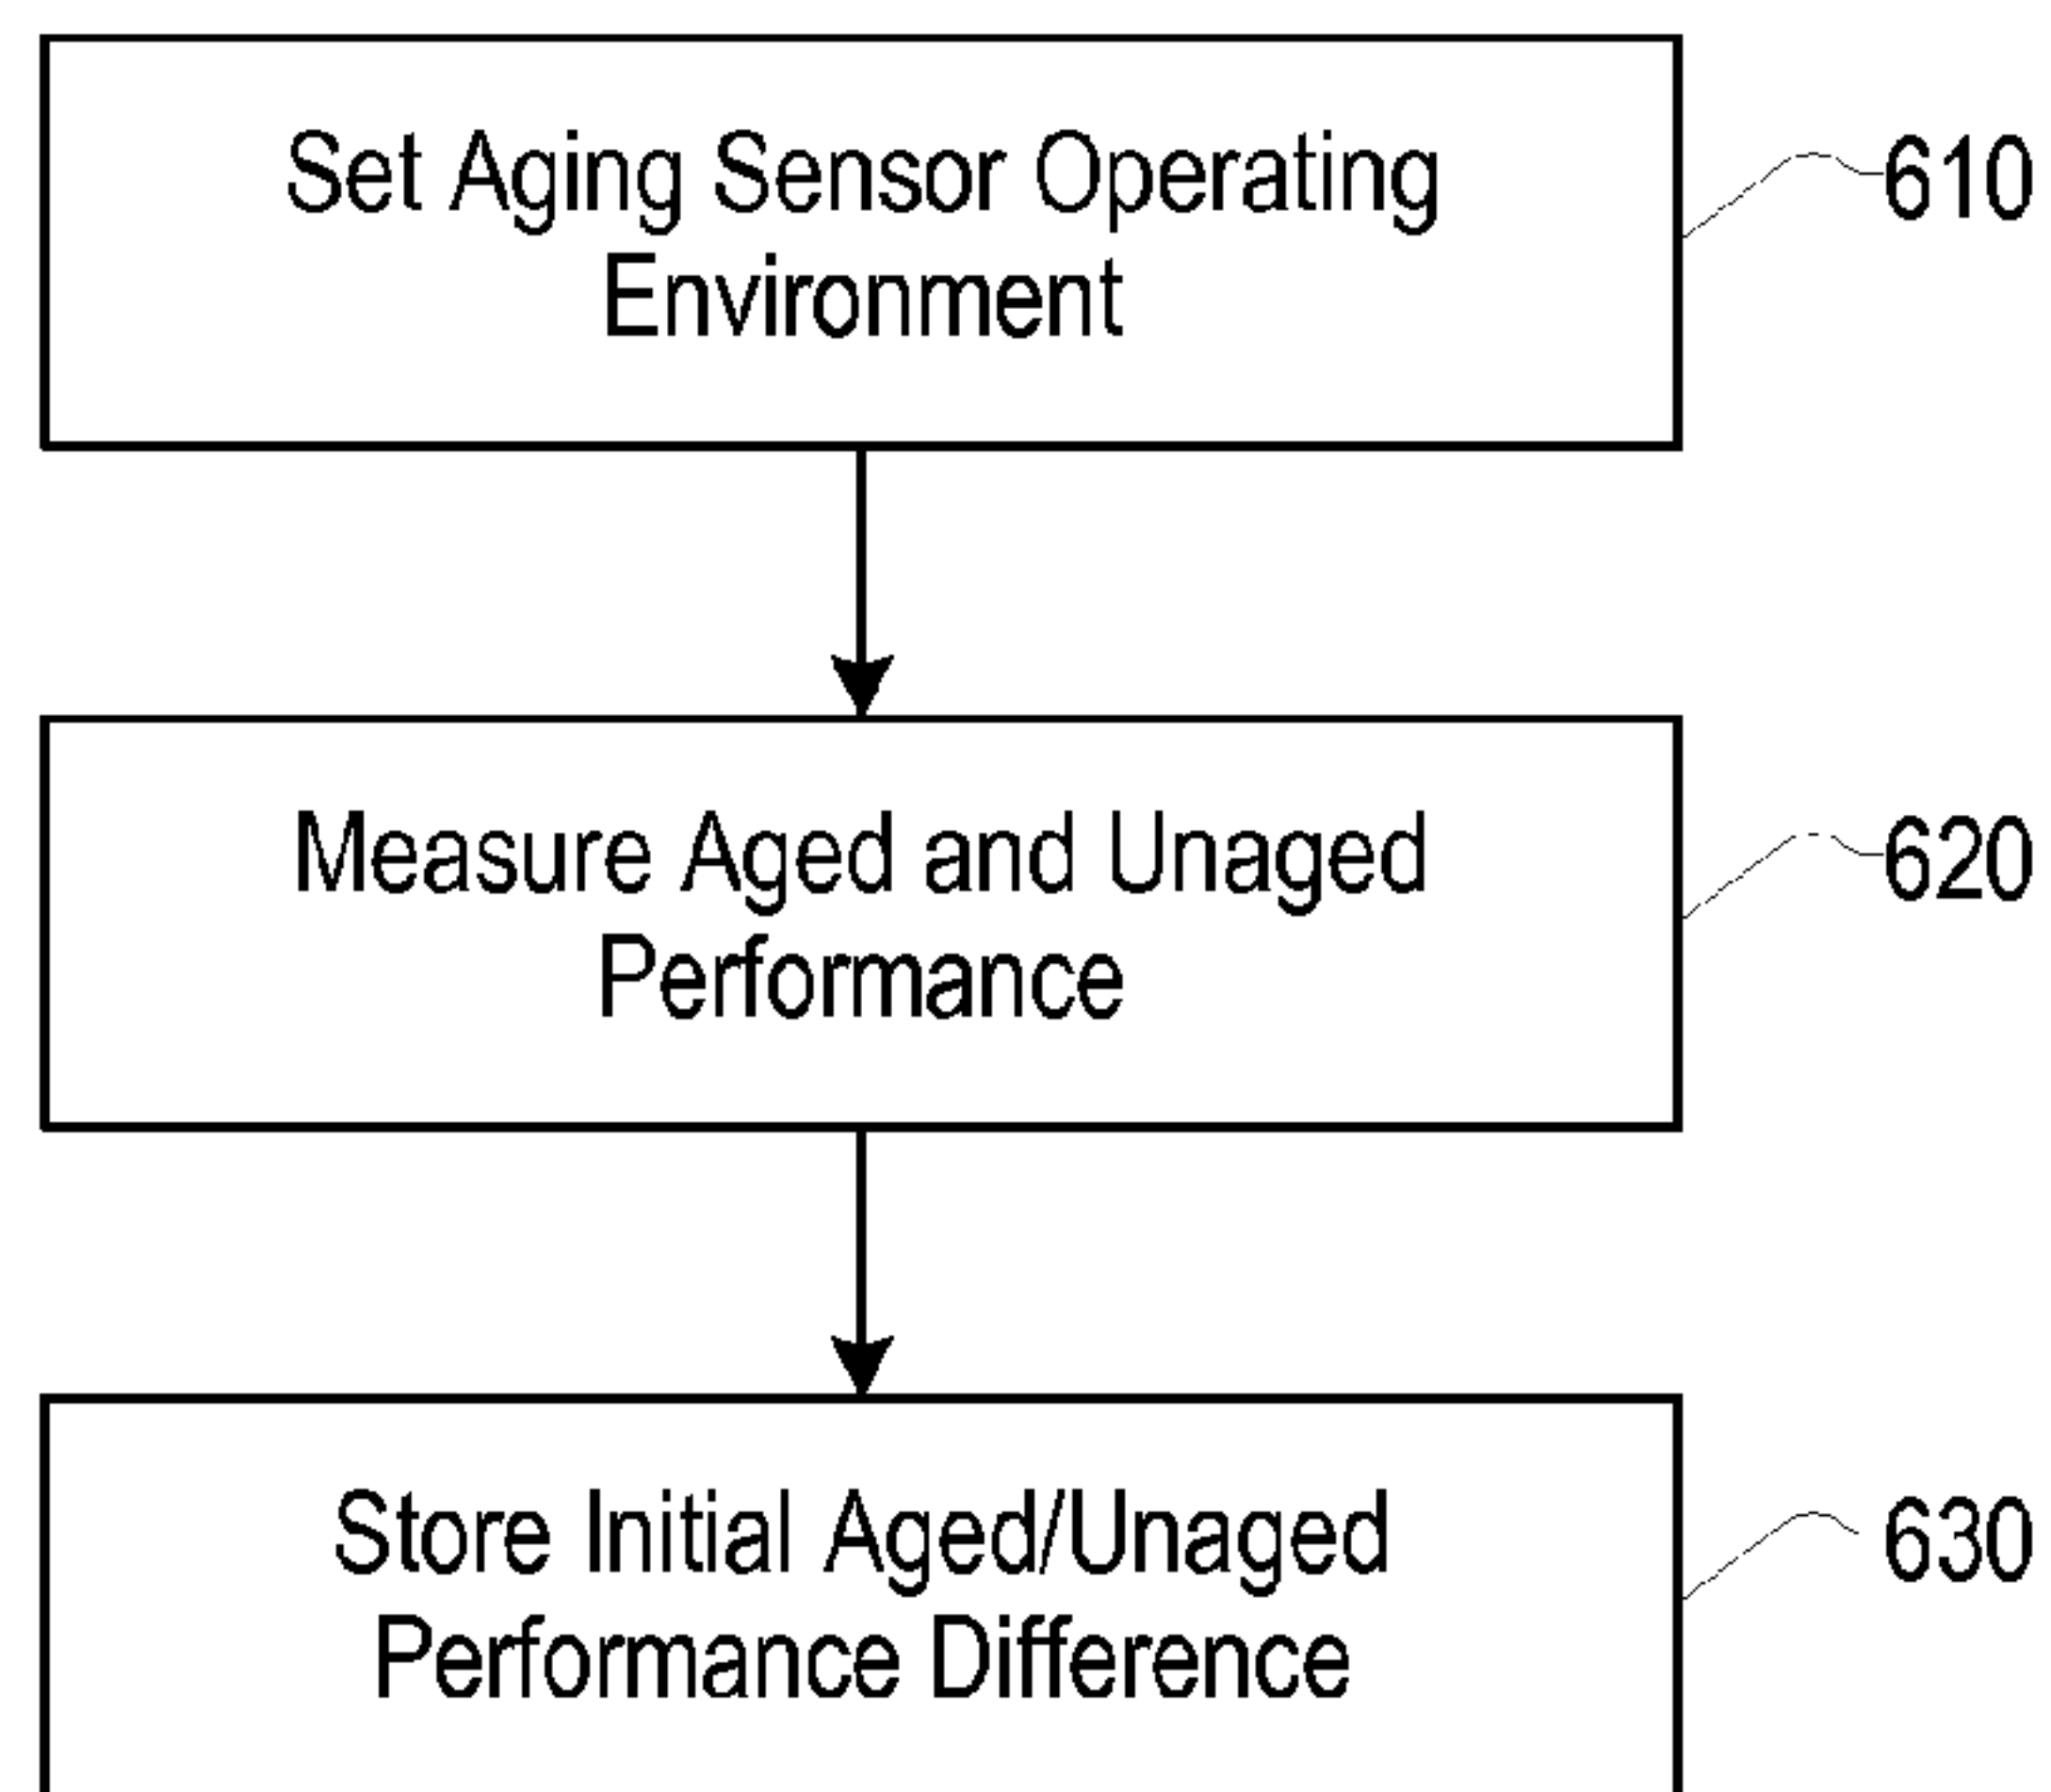 Set Aging Sensor Operating
Environment
610
Measure Aged and Unaged
Performance
620
Store Initial Aged/Unaged
Performance Difference
630